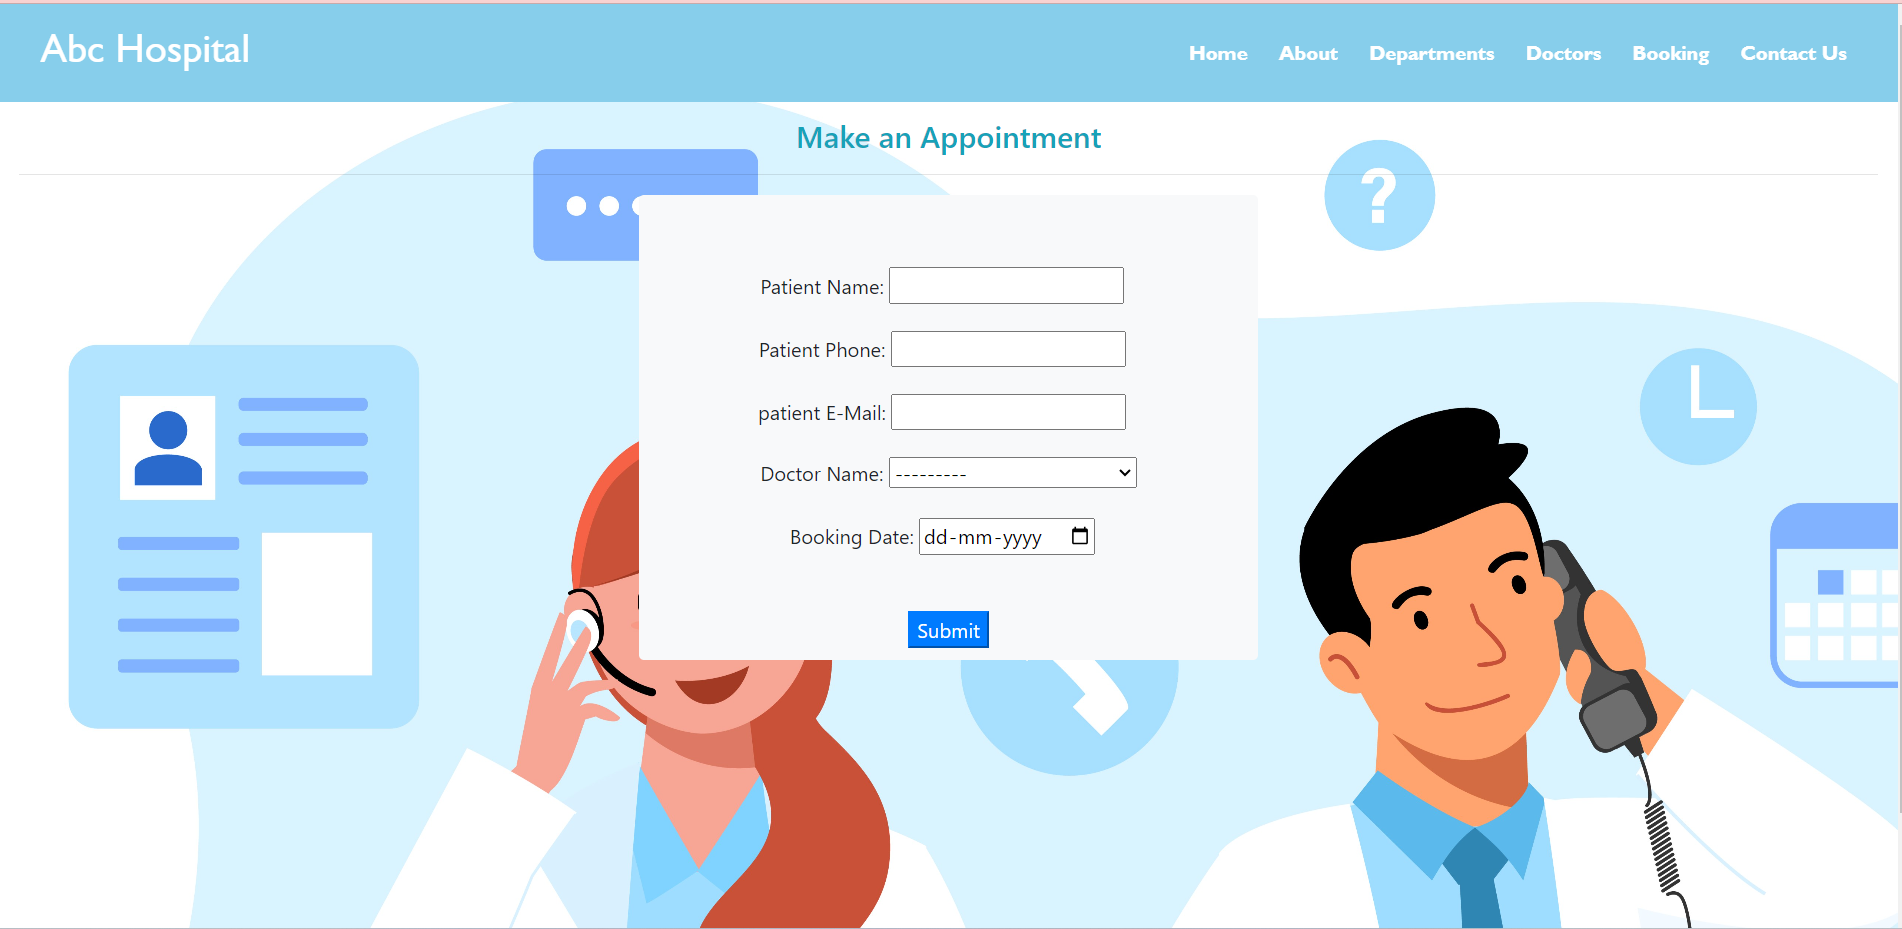 Abc Hospital
Home About Departments Doctors Booking Contact Us
Make an Appointment
?
Patient Name:
Patient Phone:
patient E-Mail:
Doctor Name: ---------
Booking Date: dd-mm-yyyy
Submit